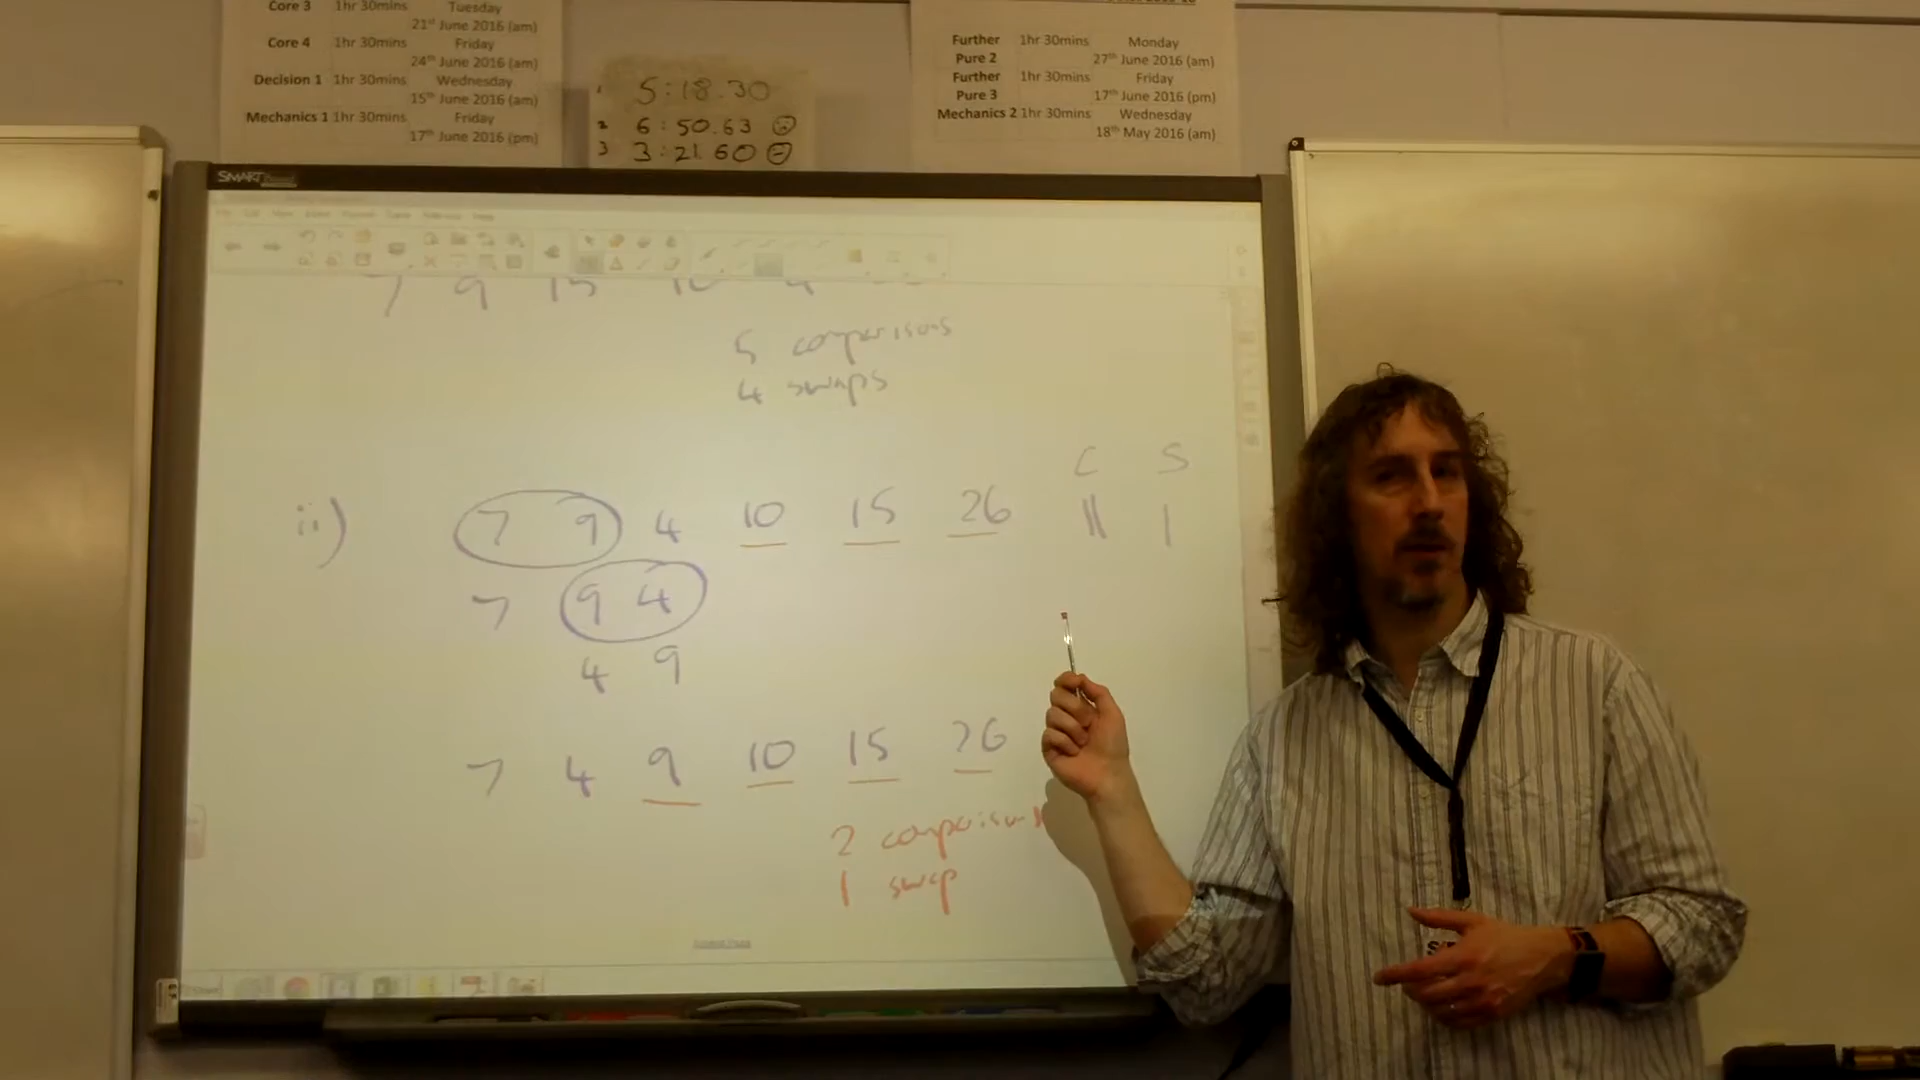 Core 3 1hr 30mins Tuesday
21st June 2016 (am)
Core 4 1hr 30mins Friday
24th June 2016 (am)
Decision 1 1hr 30mins Wednesday
15th June 2016 (am)
Mechanics 1 1hr 30mins Friday
17th June 2016 (pm)
1 5:18.30
2 6:50.63
3 3:21.60
Further 1hr 30mins Monday
Pure 2 27th June 2016 (am)
Further 1hr 30mins Friday
Pure 3 17th June 2016 (pm)
Mechanics 2 1hr 30mins Wednesday
18th May 2016 (am)
SMART
7 9 15
5 comparisons
4 swaps
C S
ii) 7 9 4 10 15 26 || |
7 9 4
4 9
7 4 9 10 15 26
2 comparisons
1 swap